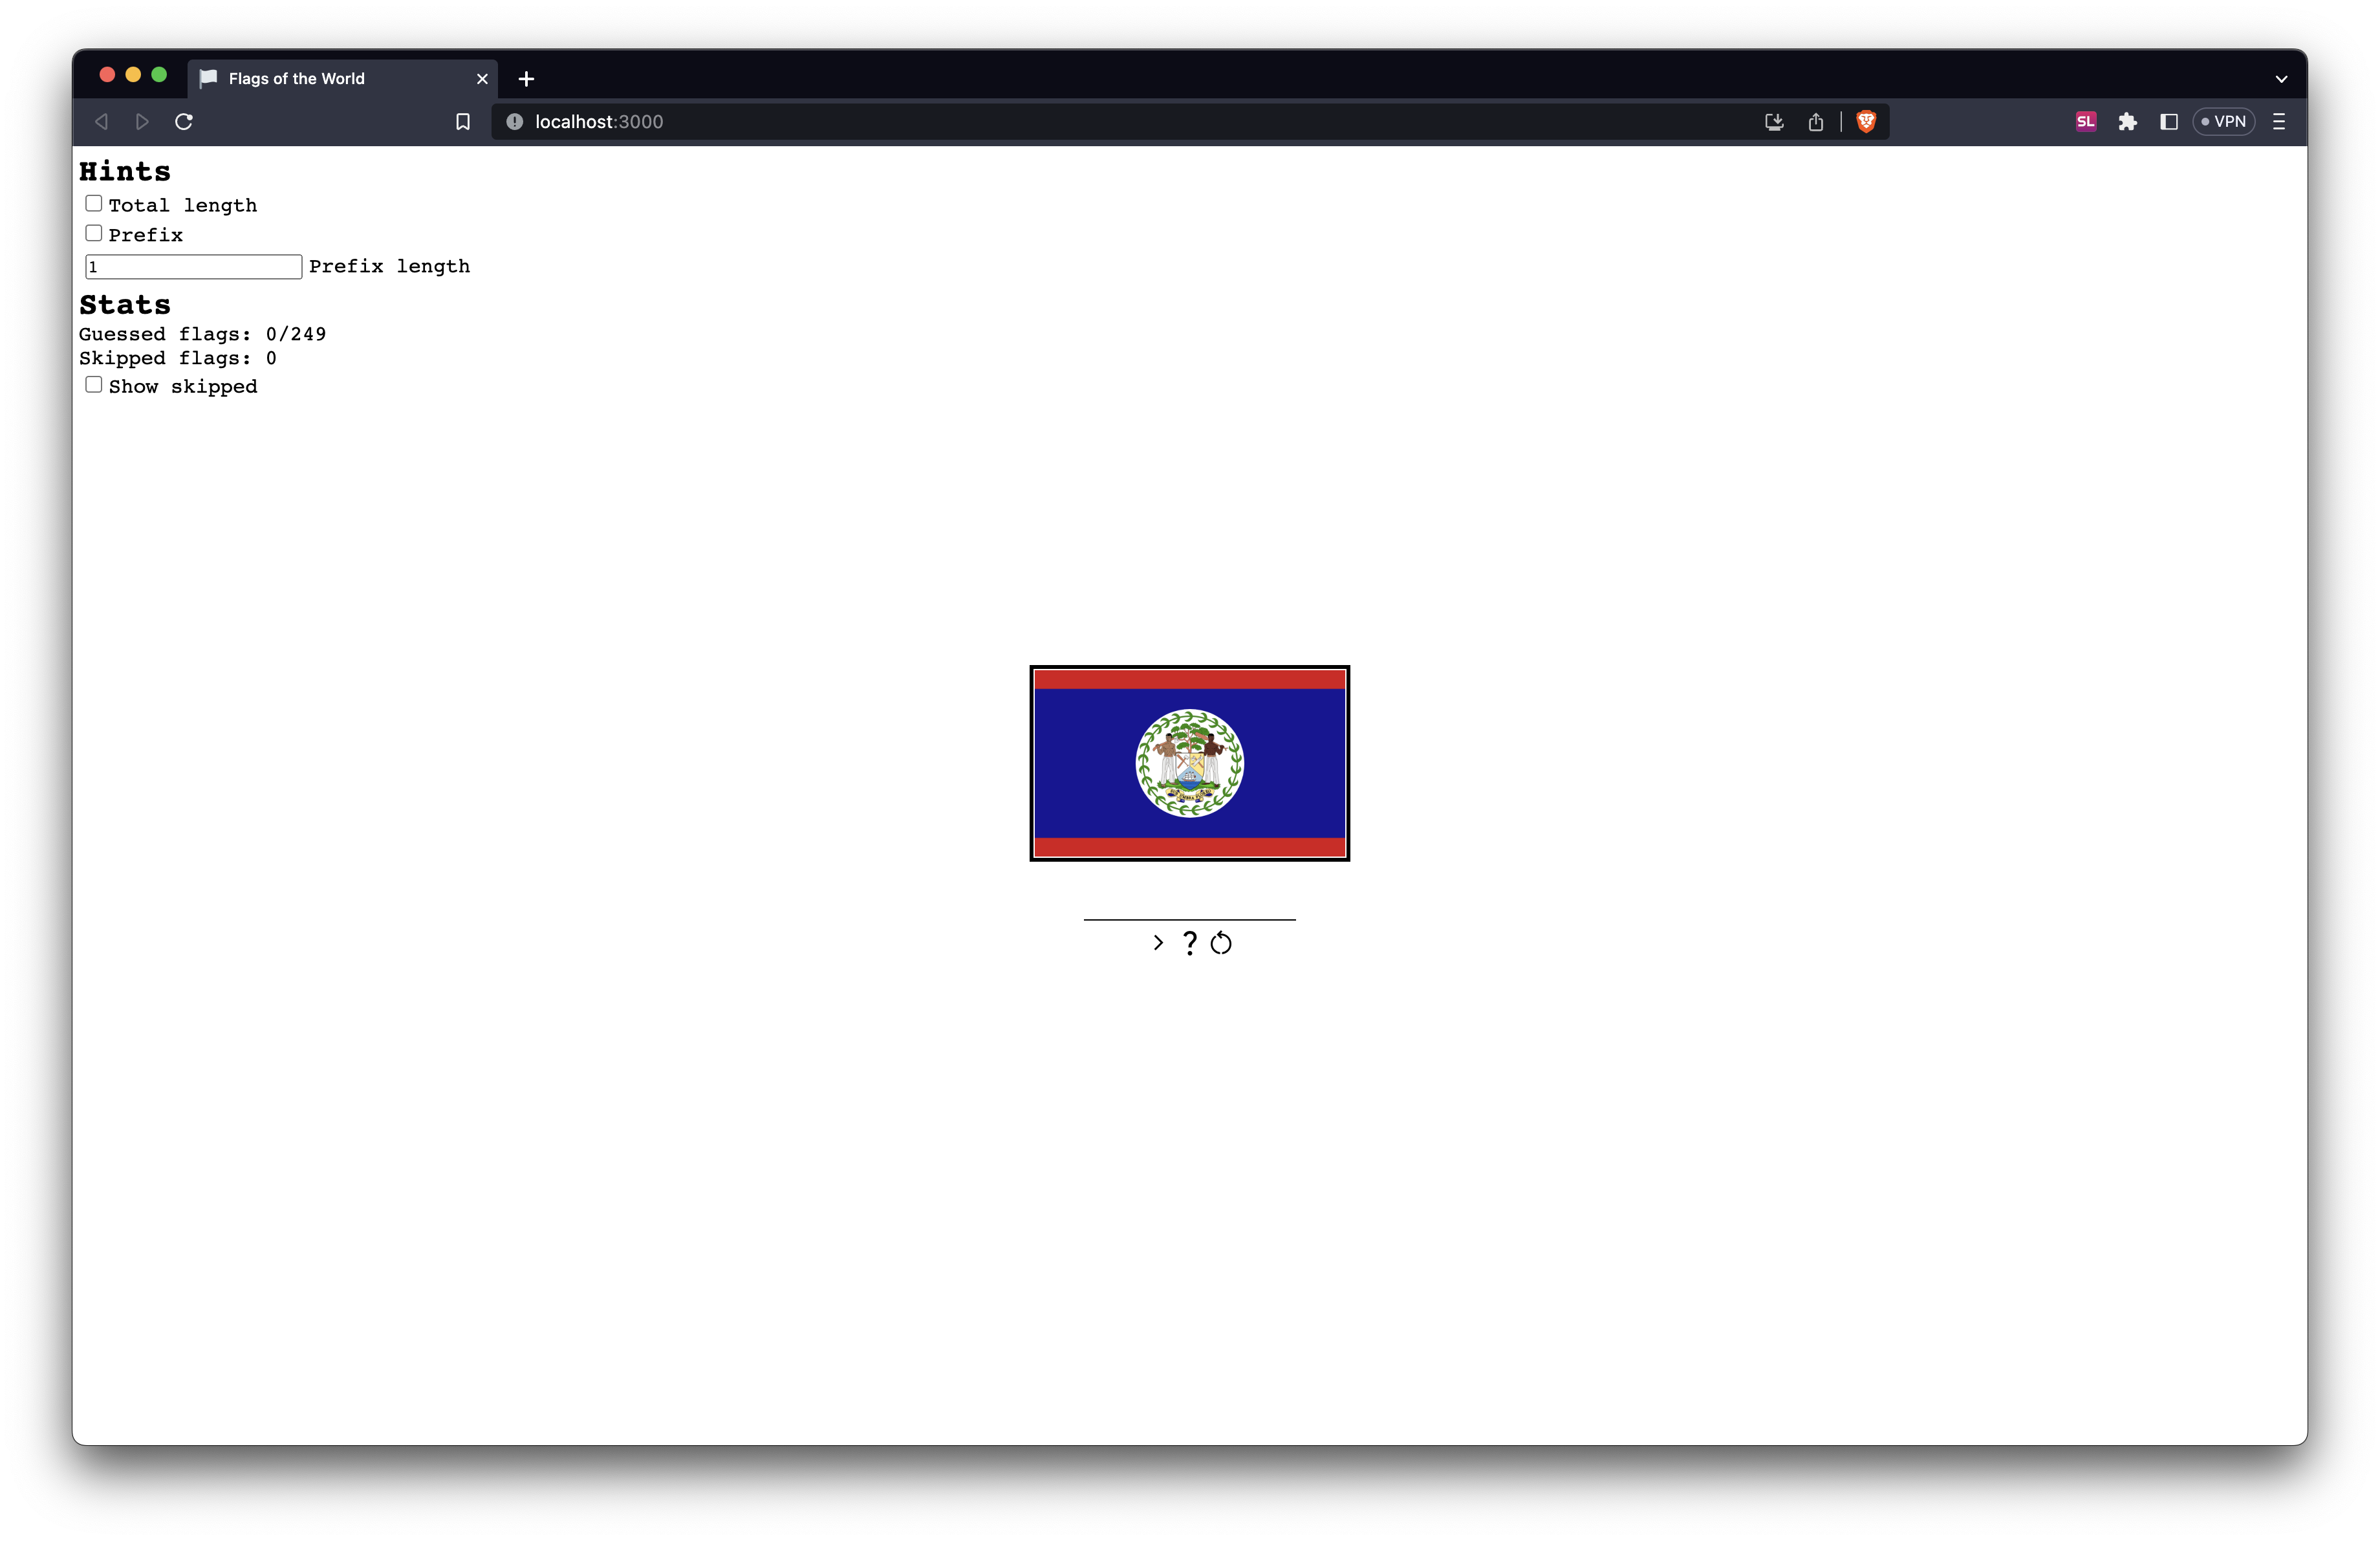 Flags of the World
localhost:3000
SL
VPN
Hints
Total length
Prefix
1 Prefix length
Stats
Guessed flags: 0/249
Skipped flags: 0
Show skipped
> ?